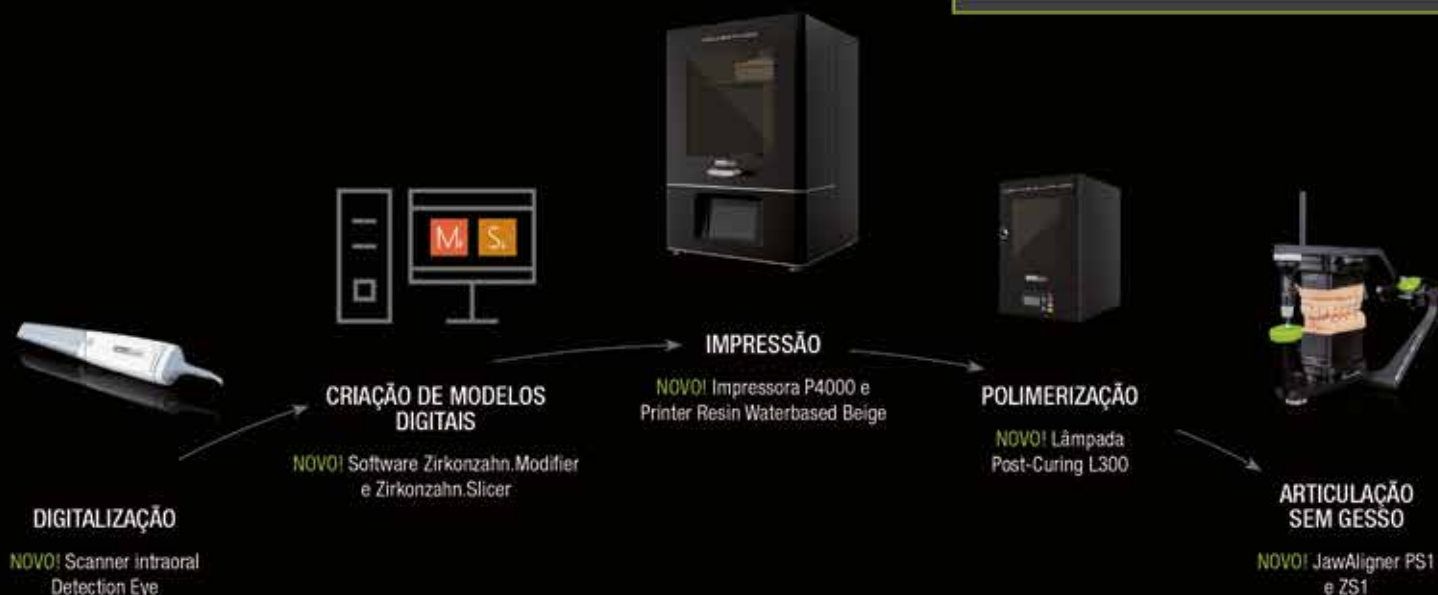 DIGITALIZAÇÃO
NOVO! Scanner intraoral
Detection Eye
M
S
CRIAÇÃO DE MODELOS
DIGITAIS
NOVO! Software Zirkonzahn.Modifier
e Zirkonzahn.Slicer
IMPRESSÃO
NOVO! Impressora P4000 e
Printer Resin Waterbased Beige
POLIMERIZAÇÃO
NOVO! Lâmpada
Post-Curing L300
ARTICULAÇÃO
SEM GESSO
NOVO! JawAligner PS1
e ZS1